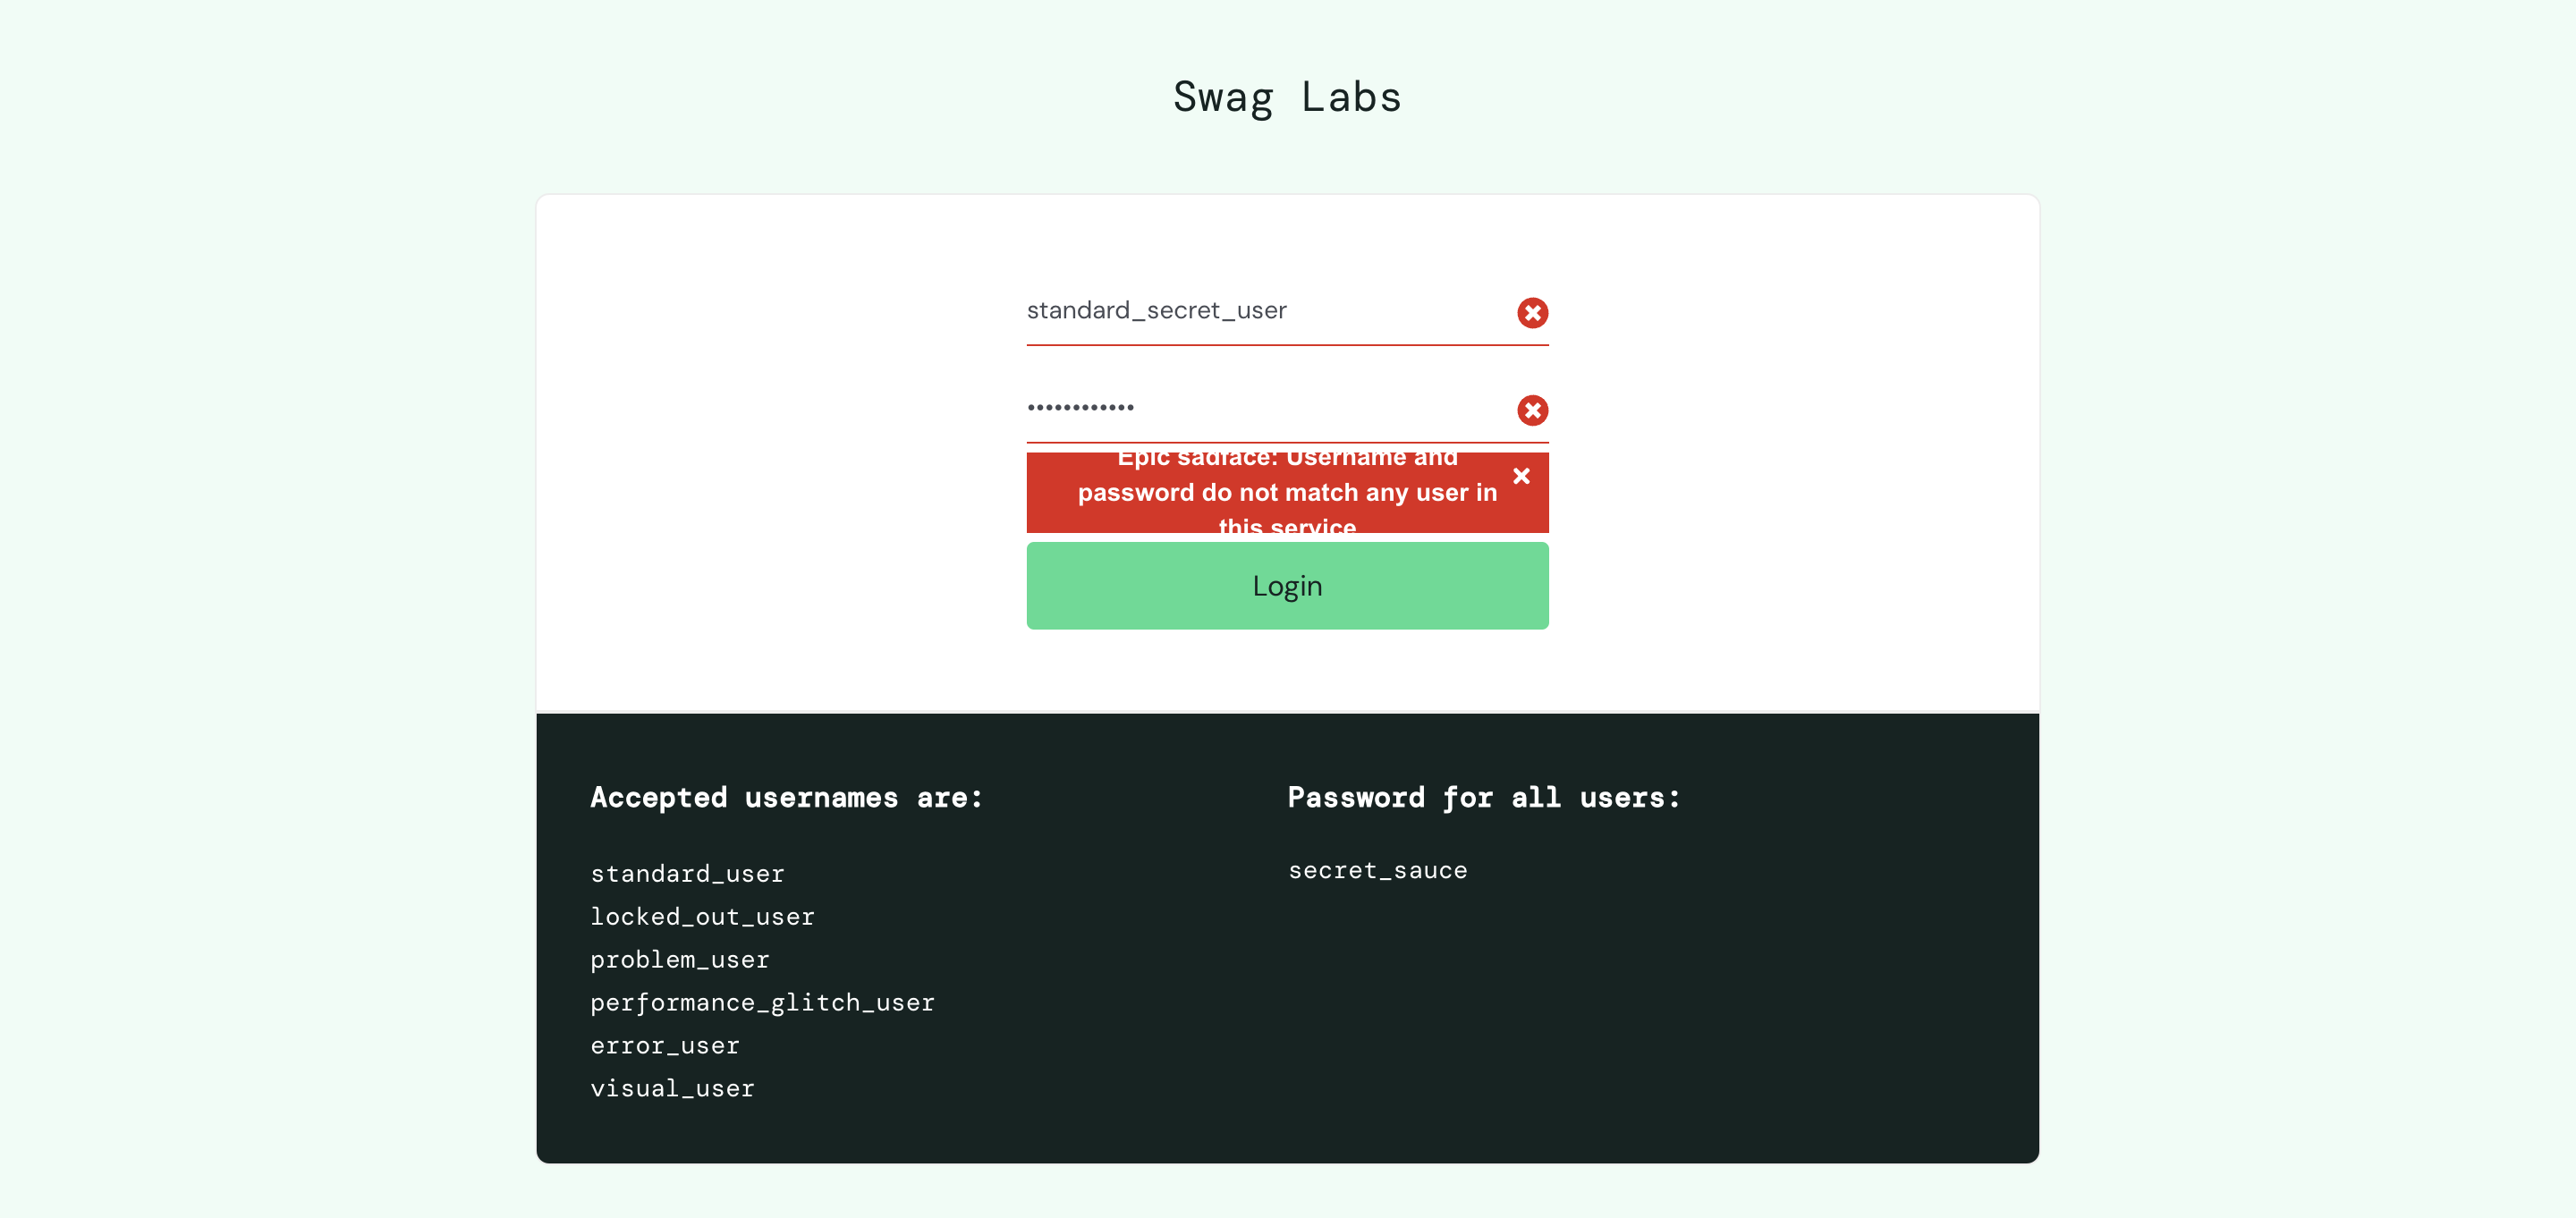 Swag Labs
standard_secret_user
••••••••••••
Epic sadface: Username and
password do not match any user in
this service
Login
Accepted usernames are:
standard_user
locked_out_user
problem_user
performance_glitch_user
error_user
visual_user
Password for all users:
secret_sauce